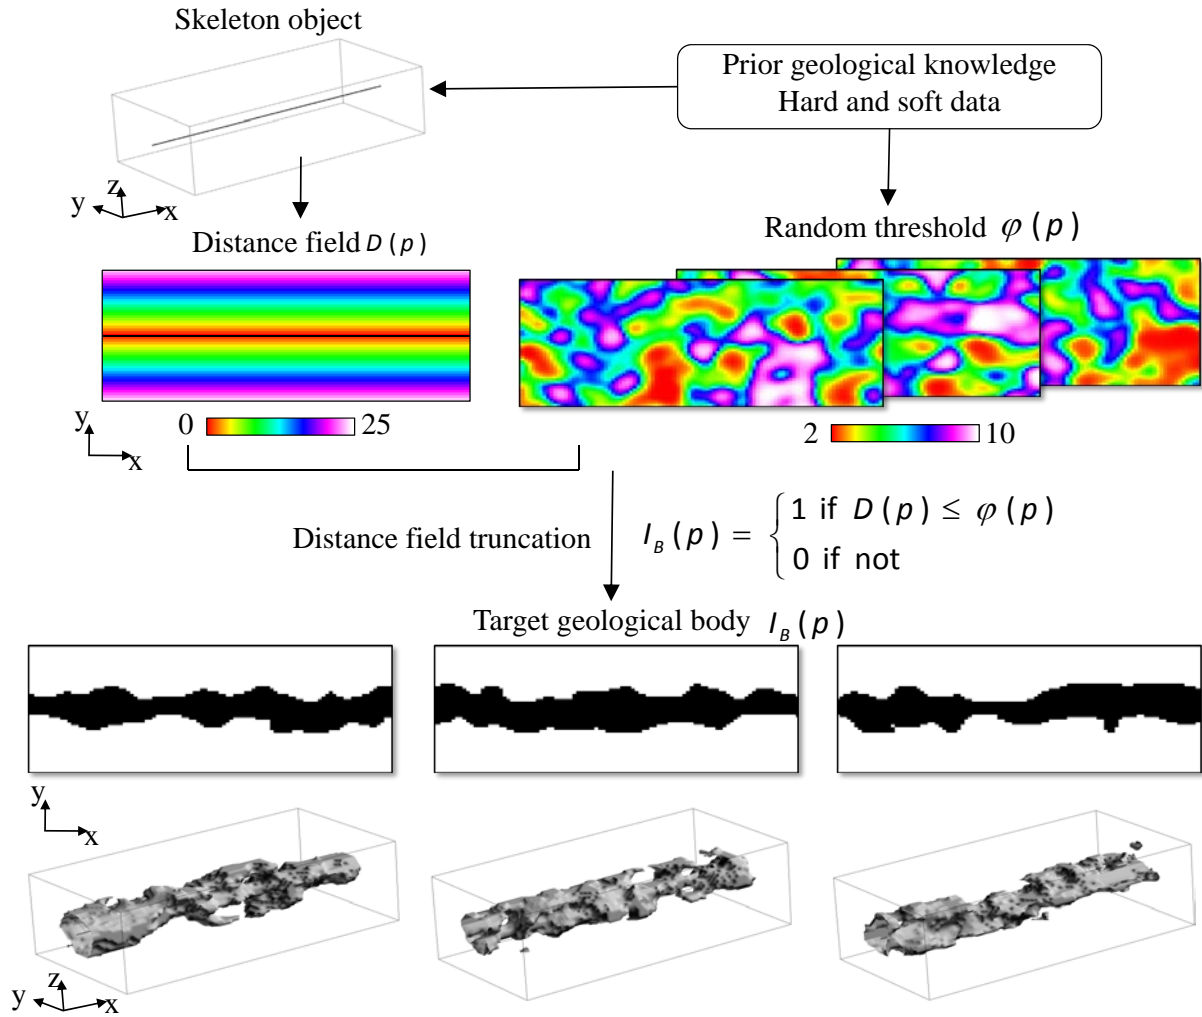 Skeleton object
Prior geological knowledge
Hard and soft data
z
y
x
Distance field D(p)
Random threshold φ(p)
y
x
0
25
2
10
Distance field truncation
I_B(p) = { 1 if D(p) ≤ φ(p)
0 if not
Target geological body I_B(p)
y
x
z
y
x